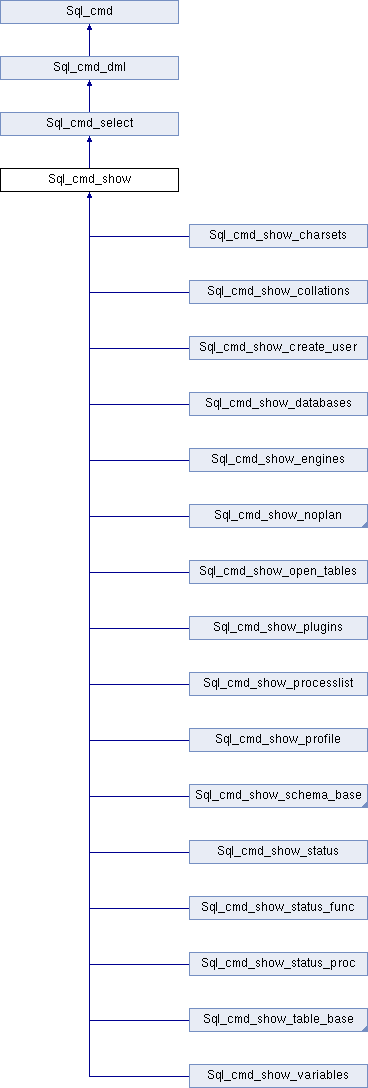 Sql_cmd
Sql_cmd_dml
Sql_cmd_select
Sql_cmd_show
Sql_cmd_show_charsets
Sql_cmd_show_collations
Sql_cmd_show_create_user
Sql_cmd_show_databases
Sql_cmd_show_engines
Sql_cmd_show_noplan
Sql_cmd_show_open_tables
Sql_cmd_show_plugins
Sql_cmd_show_processlist
Sql_cmd_show_profile
Sql_cmd_show_schema_base
Sql_cmd_show_status
Sql_cmd_show_status_func
Sql_cmd_show_status_proc
Sql_cmd_show_table_base
Sql_cmd_show_variables